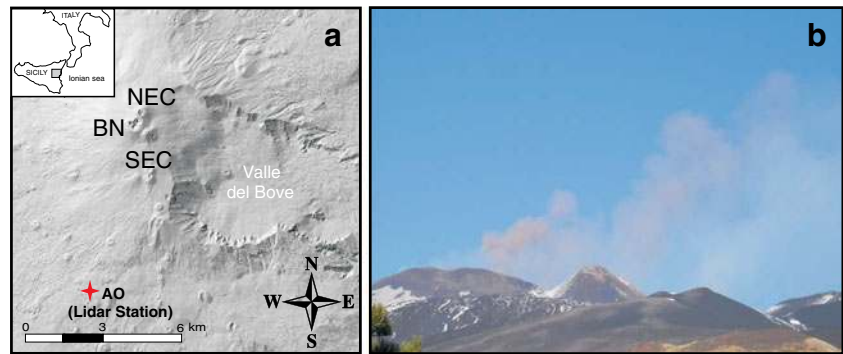 ITALY
SICILY
Ionian sea
a
NEC
BN
SEC
Valle
del Bove
AO
(Lidar Station)
N
W E
S
0 3 6 km
b